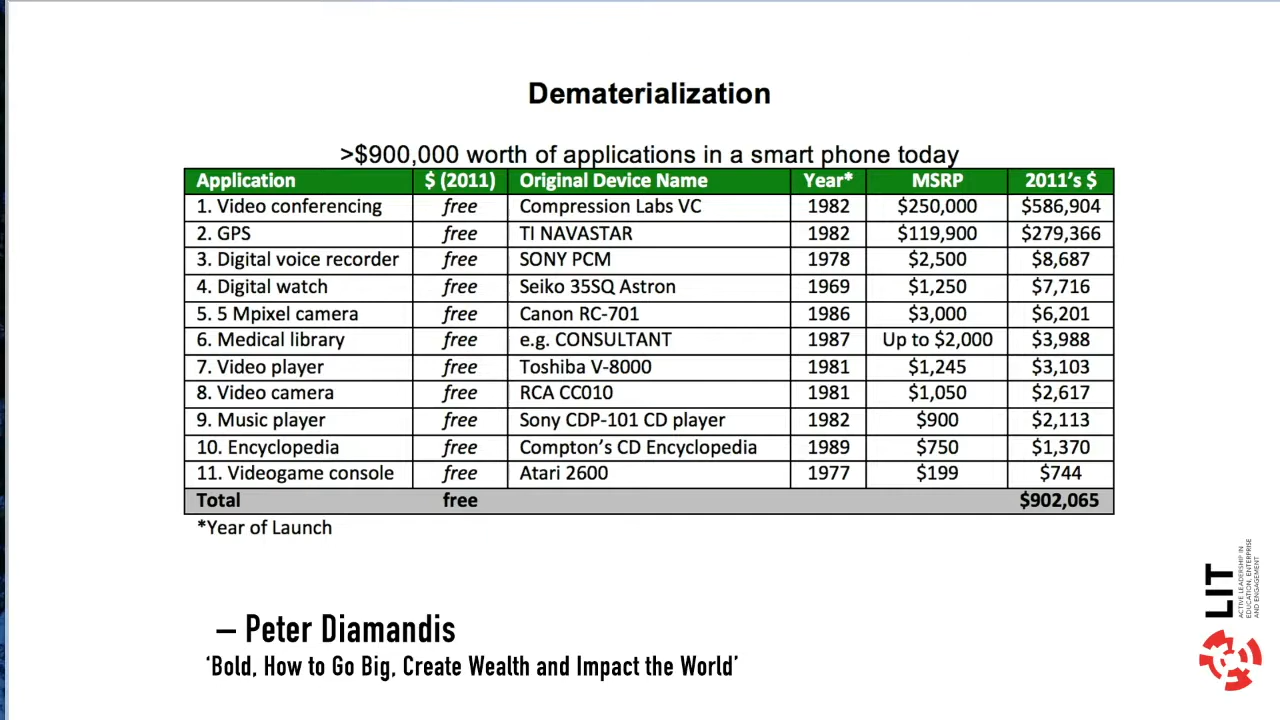 Dematerialization
>$900,000 worth of applications in a smart phone today
Application $ (2011) Original Device Name Year* MSRP 2011's $
1. Video conferencing free Compression Labs VC 1982 $250,000 $586,904
2. GPS free TI NAVASTAR 1982 $119,900 $279,366
3. Digital voice recorder free SONY PCM 1978 $2,500 $8,687
4. Digital watch free Seiko 35SQ Astron 1969 $1,250 $7,716
5. 5 Mpixel camera free Canon RC-701 1986 $3,000 $6,201
6. Medical library free e.g. CONSULTANT 1987 Up to $2,000 $3,988
7. Video player free Toshiba V-8000 1981 $1,245 $3,103
8. Video camera free RCA CC010 1981 $1,050 $2,617
9. Music player free Sony CDP-101 CD player 1982 $900 $2,113
10. Encyclopedia free Compton's CD Encyclopedia 1989 $750 $1,370
11. Videogame console free Atari 2600 1977 $199 $744
Total free $902,065
*Year of Launch
– Peter Diamandis
'Bold, How to Go Big, Create Wealth and Impact the World'
LIT
ACTIVE LEADERSHIP IN
EDUCATION, ENTERPRISE
AND ENGAGEMENT